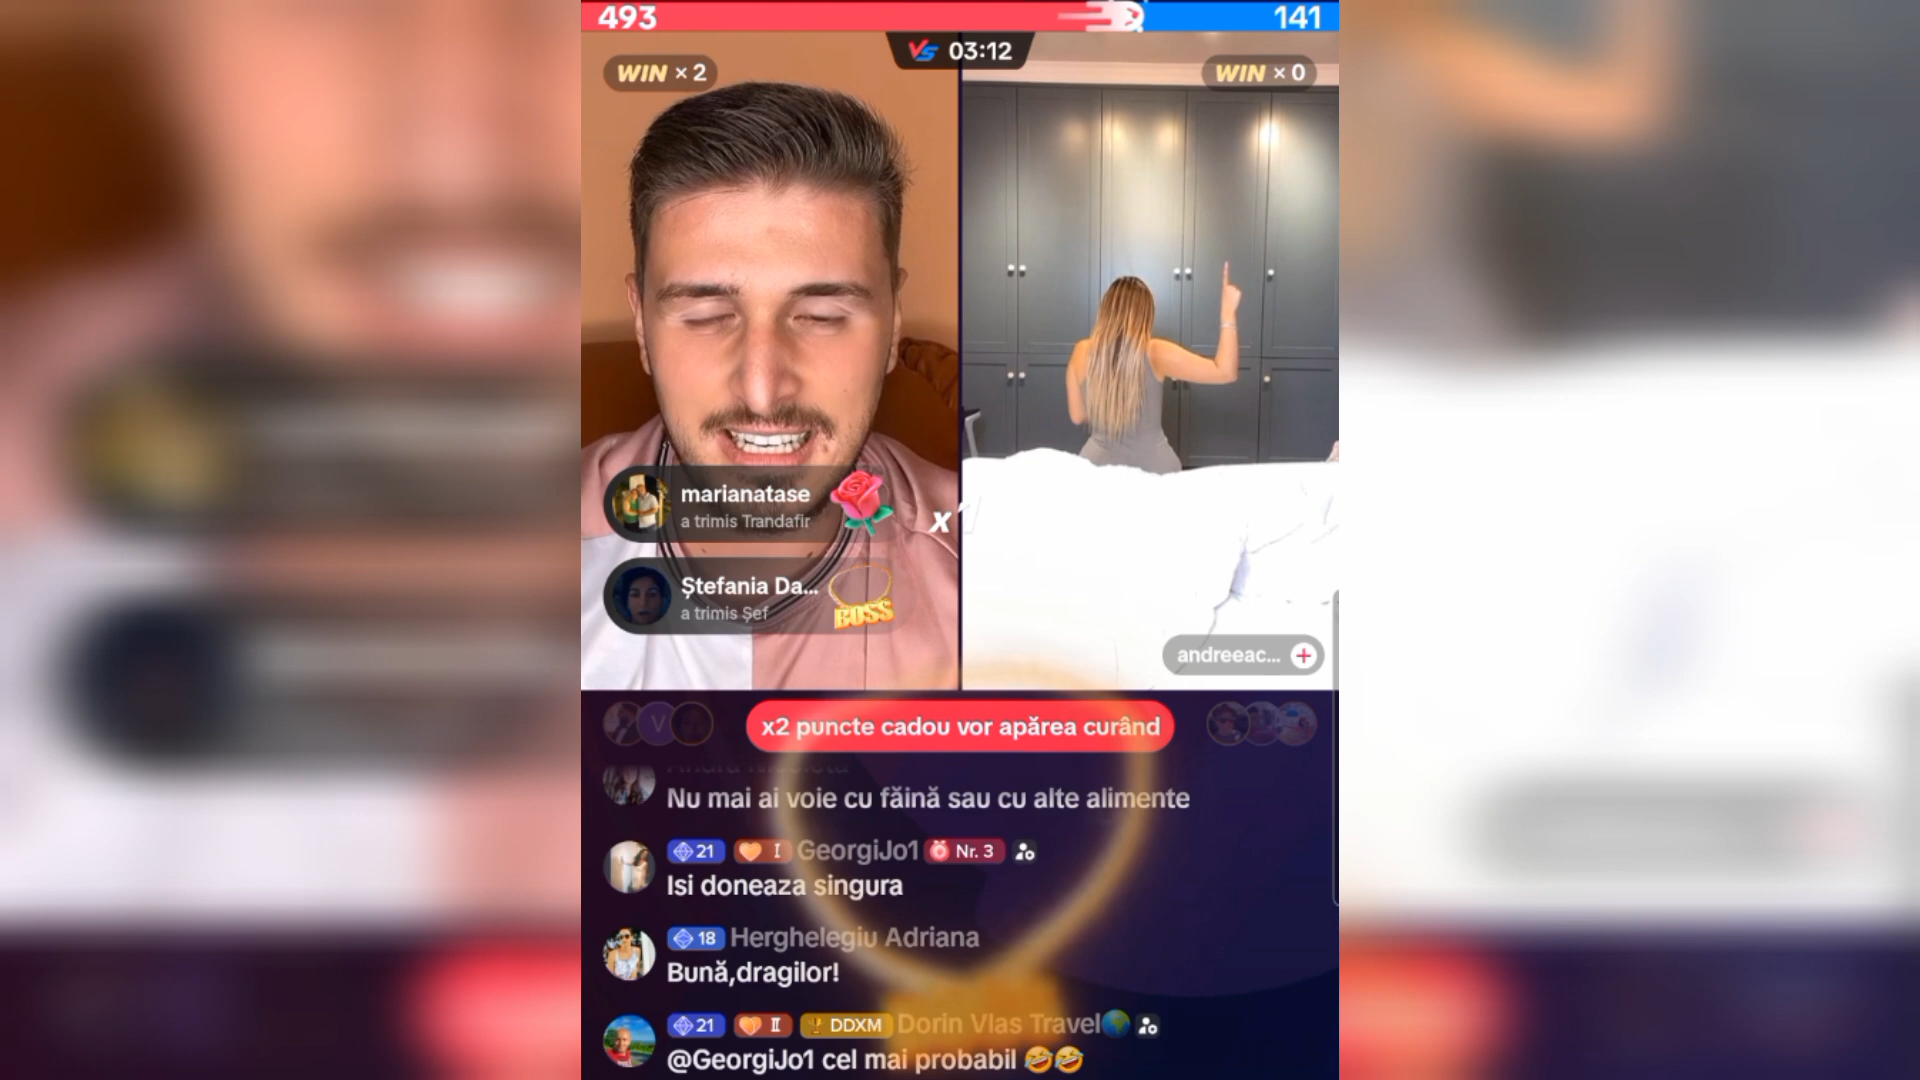 493
141
VS 03:12
WIN × 2
WIN × 0
marianatase
a trimis Trandafir
x
Ștefania Da...
a trimis Șef
BOSS
andreeac...
V
x2 puncte cadou vor apărea curând
Nu mai ai voie cu făină sau cu alte alimente
21 I GeorgiJo1 Nr. 3
Isi doneaza singura
18 Herghelegiu Adriana
Bună,dragilor!
21 II DDXM Dorin Vlas Travel
@GeorgiJo1 cel mai probabil 🤣🤣